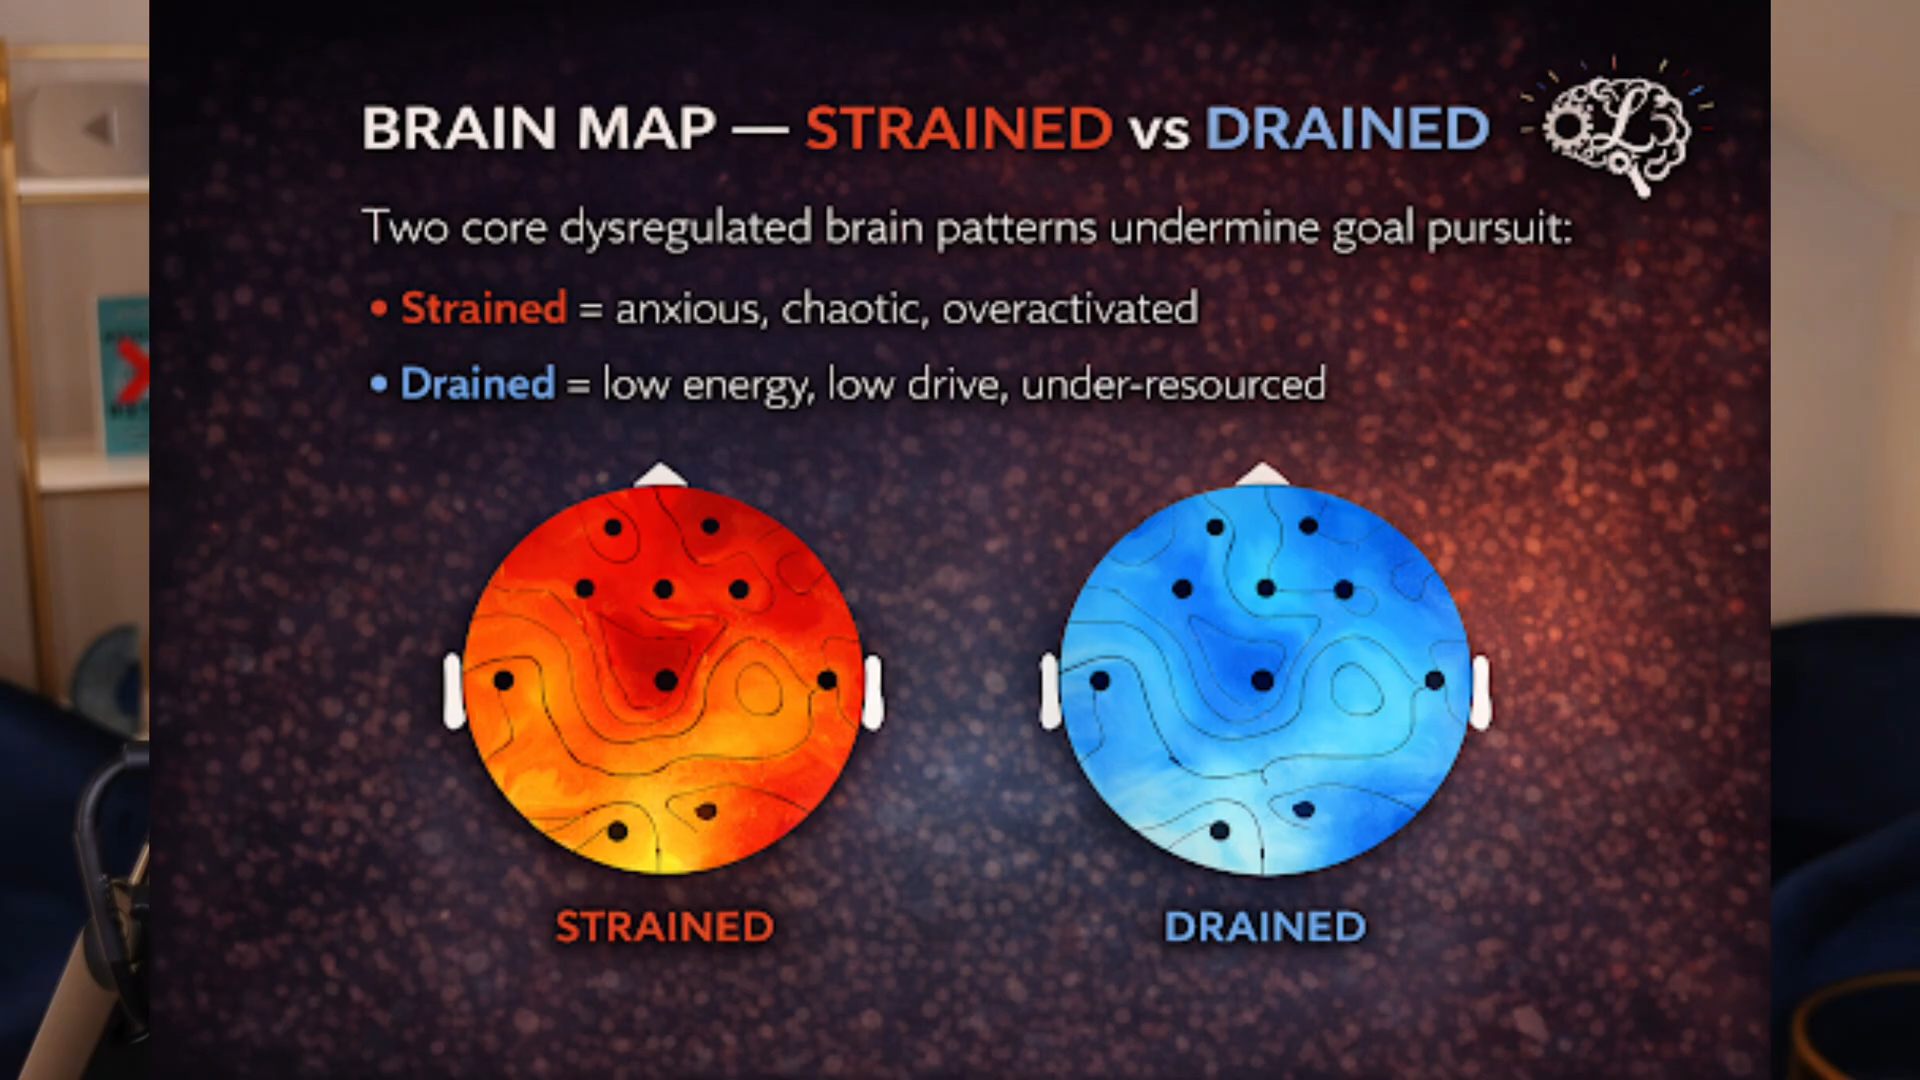 BRAIN MAP — STRAINED vs DRAINED
Two core dysregulated brain patterns undermine goal pursuit:
• Strained = anxious, chaotic, overactivated
• Drained = low energy, low drive, under-resourced
STRAINED
DRAINED